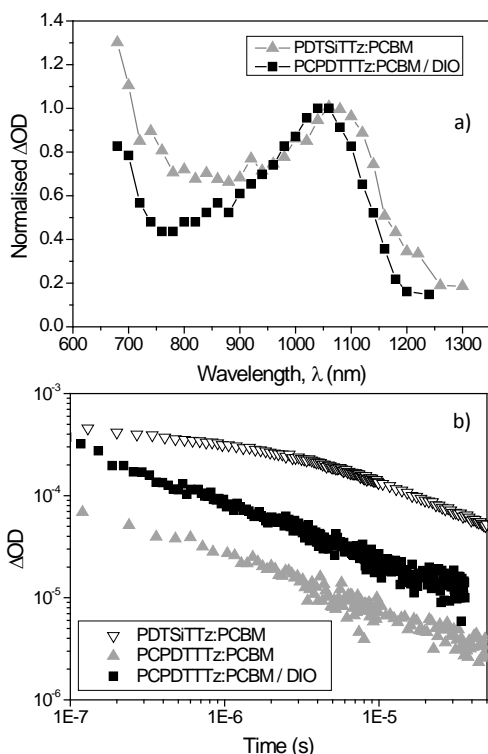 1.4
1.2
1.0
0.8
0.6
0.4
0.2
0.0
Normalised ΔOD
PDTSiTTz:PCBM
PCPDTTTz:PCBM / DIO
a)
600 700 800 900 1000 1100 1200 1300
Wavelength, λ (nm)
10-3
10-4
10-5
10-6
ΔOD
b)
PDTSiTTz:PCBM
PCPDTTTz:PCBM
PCPDTTTz:PCBM / DIO
1E-7 1E-6 1E-5
Time (s)